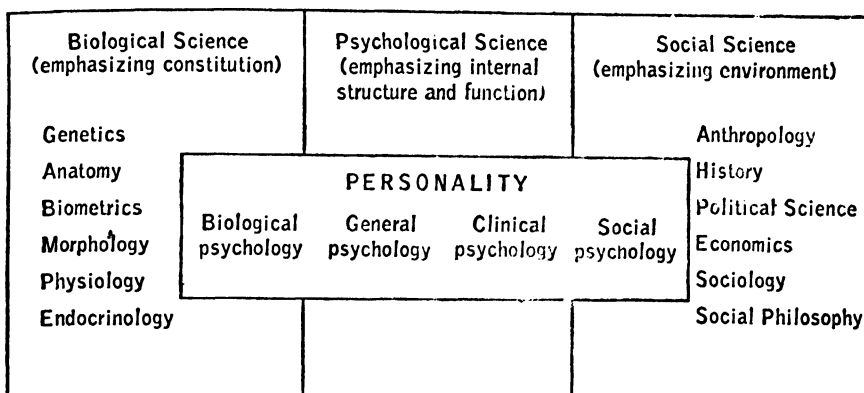 Biological Science
(emphasizing constitution)
Psychological Science
(emphasizing internal
structure and function)
Social Science
(emphasizing environment)
Genetics
Anatomy
Biometrics
Morphology
Physiology
Endocrinology
PERSONALITY
Biological
psychology
General
psychology
Clinical
psychology
Social
psychology
Anthropology
History
Political Science
Economics
Sociology
Social Philosophy